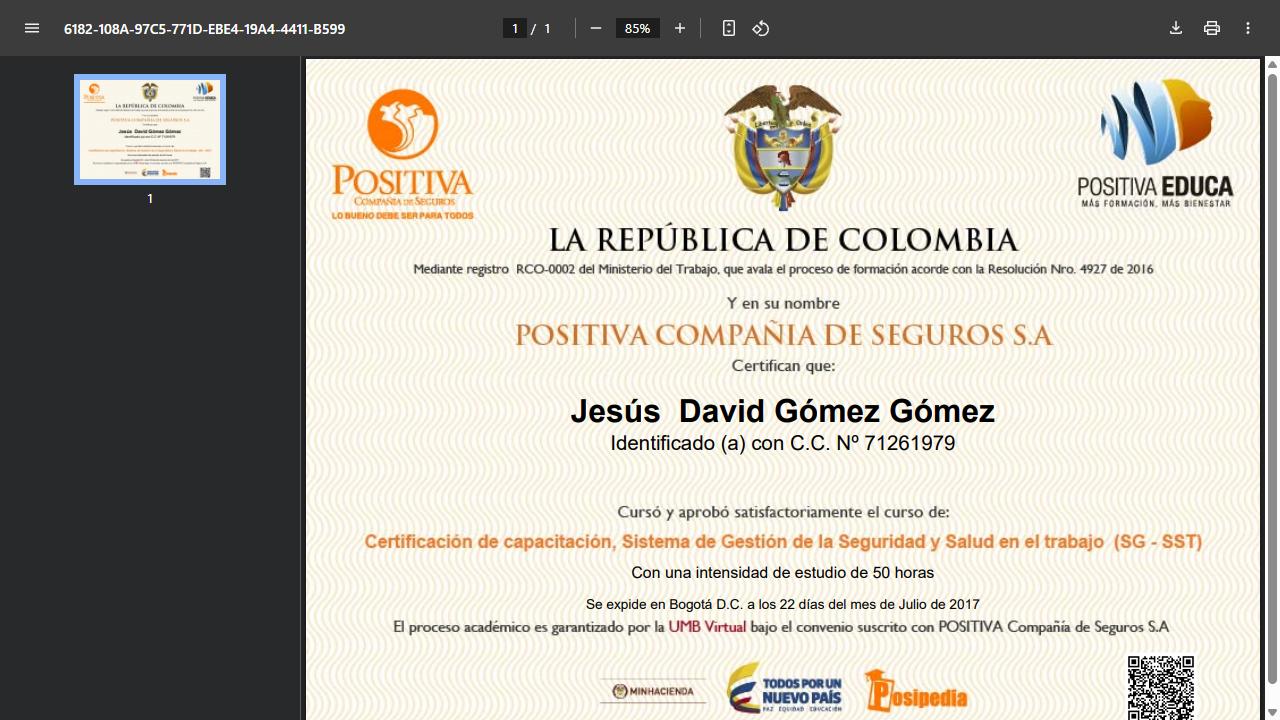 6182-108A-97C5-771D-EBE4-19A4-4411-B599
1 / 1
85%
1
POSITIVA
COMPAÑIA DE SEGUROS
LO BUENO DEBE SER PARA TODOS
Libertad y Orden
POSITIVA EDUCA
MÁS FORMACIÓN, MÁS BIENESTAR
LA REPÚBLICA DE COLOMBIA
Mediante registro RCO-0002 del Ministerio del Trabajo, que avala el proceso de formación acorde con la Resolución Nro. 4927 de 2016
Y en su nombre
POSITIVA COMPAÑIA DE SEGUROS S.A
Certifican que:
Jesús David Gómez Gómez
Identificado (a) con C.C. Nº 71261979
Cursó y aprobó satisfactoriamente el curso de:
Certificación de capacitación, Sistema de Gestión de la Seguridad y Salud en el trabajo (SG - SST)
Con una intensidad de estudio de 50 horas
Se expide en Bogotá D.C. a los 22 días del mes de Julio de 2017
El proceso académico es garantizado por la UMB Virtual bajo el convenio suscrito con POSITIVA Compañía de Seguros S.A
MINHACIENDA
TODOS POR UN
NUEVO PAÍS
PAZ EQUIDAD EDUCACIÓN
Posipedia